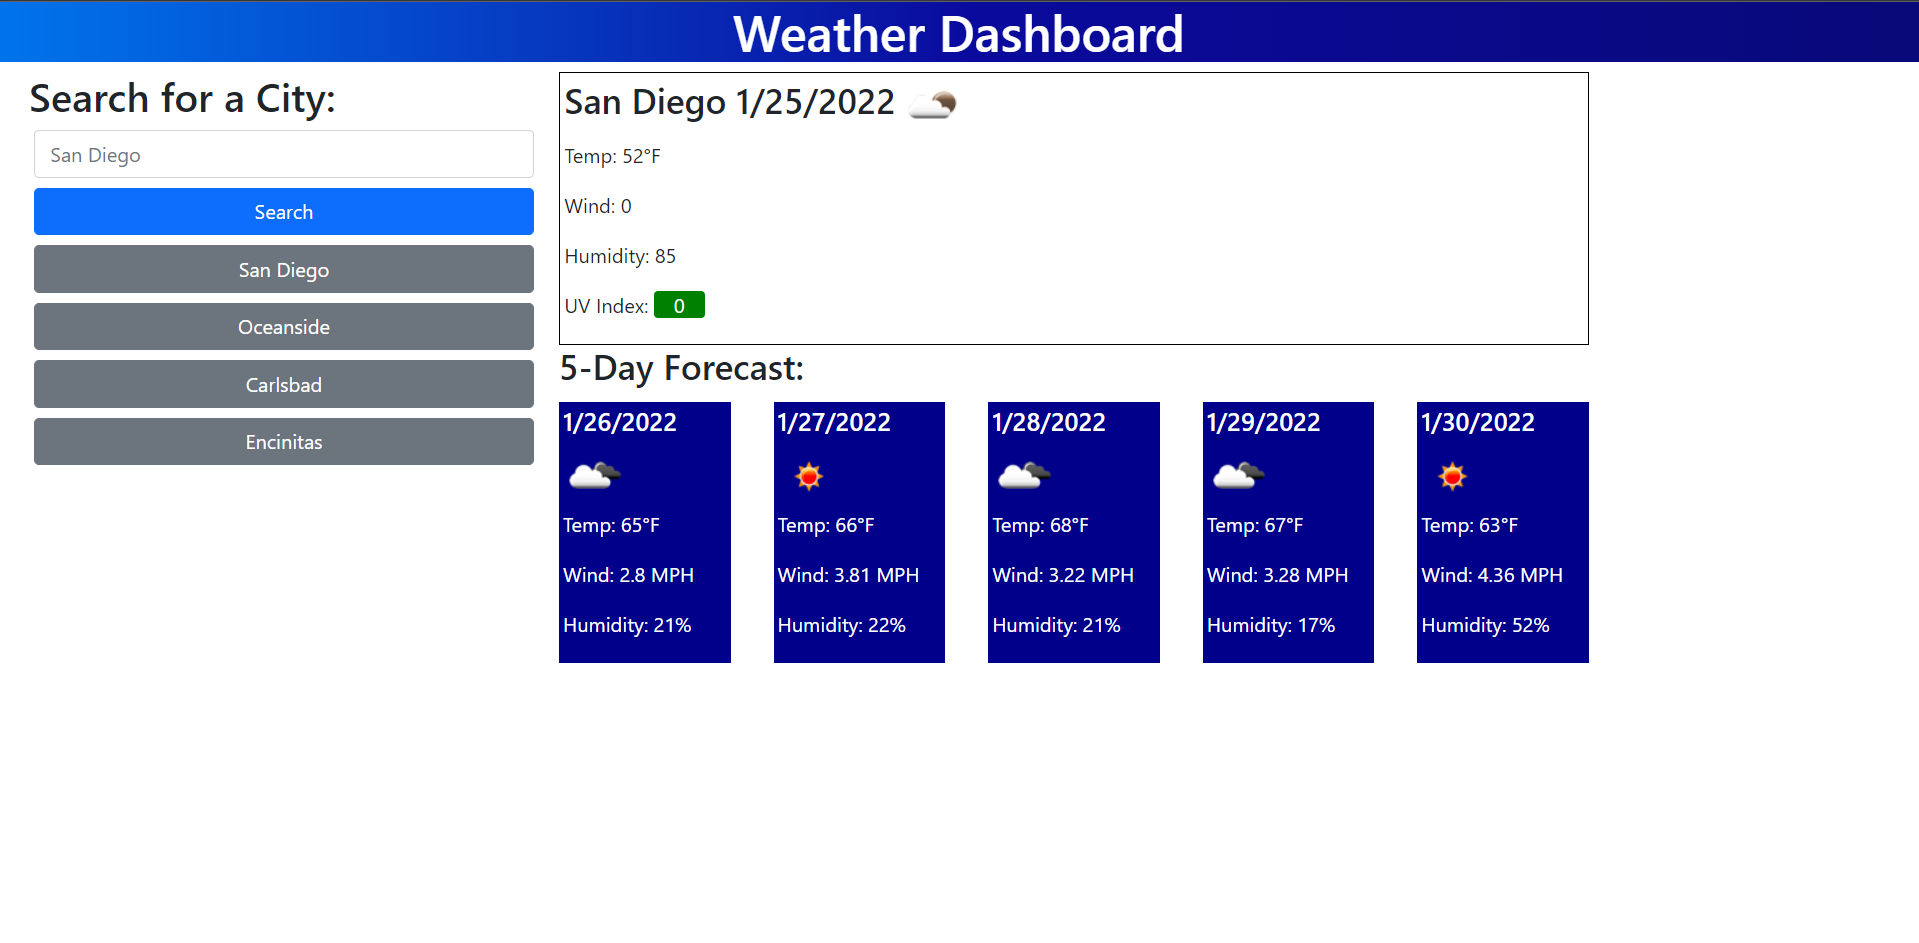 Weather Dashboard
Search for a City:
San Diego
Search
San Diego
Oceanside
Carlsbad
Encinitas
San Diego 1/25/2022
Temp: 52°F
Wind: 0
Humidity: 85
UV Index: 0
5-Day Forecast:
1/26/2022
Temp: 65°F
Wind: 2.8 MPH
Humidity: 21%
1/27/2022
Temp: 66°F
Wind: 3.81 MPH
Humidity: 22%
1/28/2022
Temp: 68°F
Wind: 3.22 MPH
Humidity: 21%
1/29/2022
Temp: 67°F
Wind: 3.28 MPH
Humidity: 17%
1/30/2022
Temp: 63°F
Wind: 4.36 MPH
Humidity: 52%